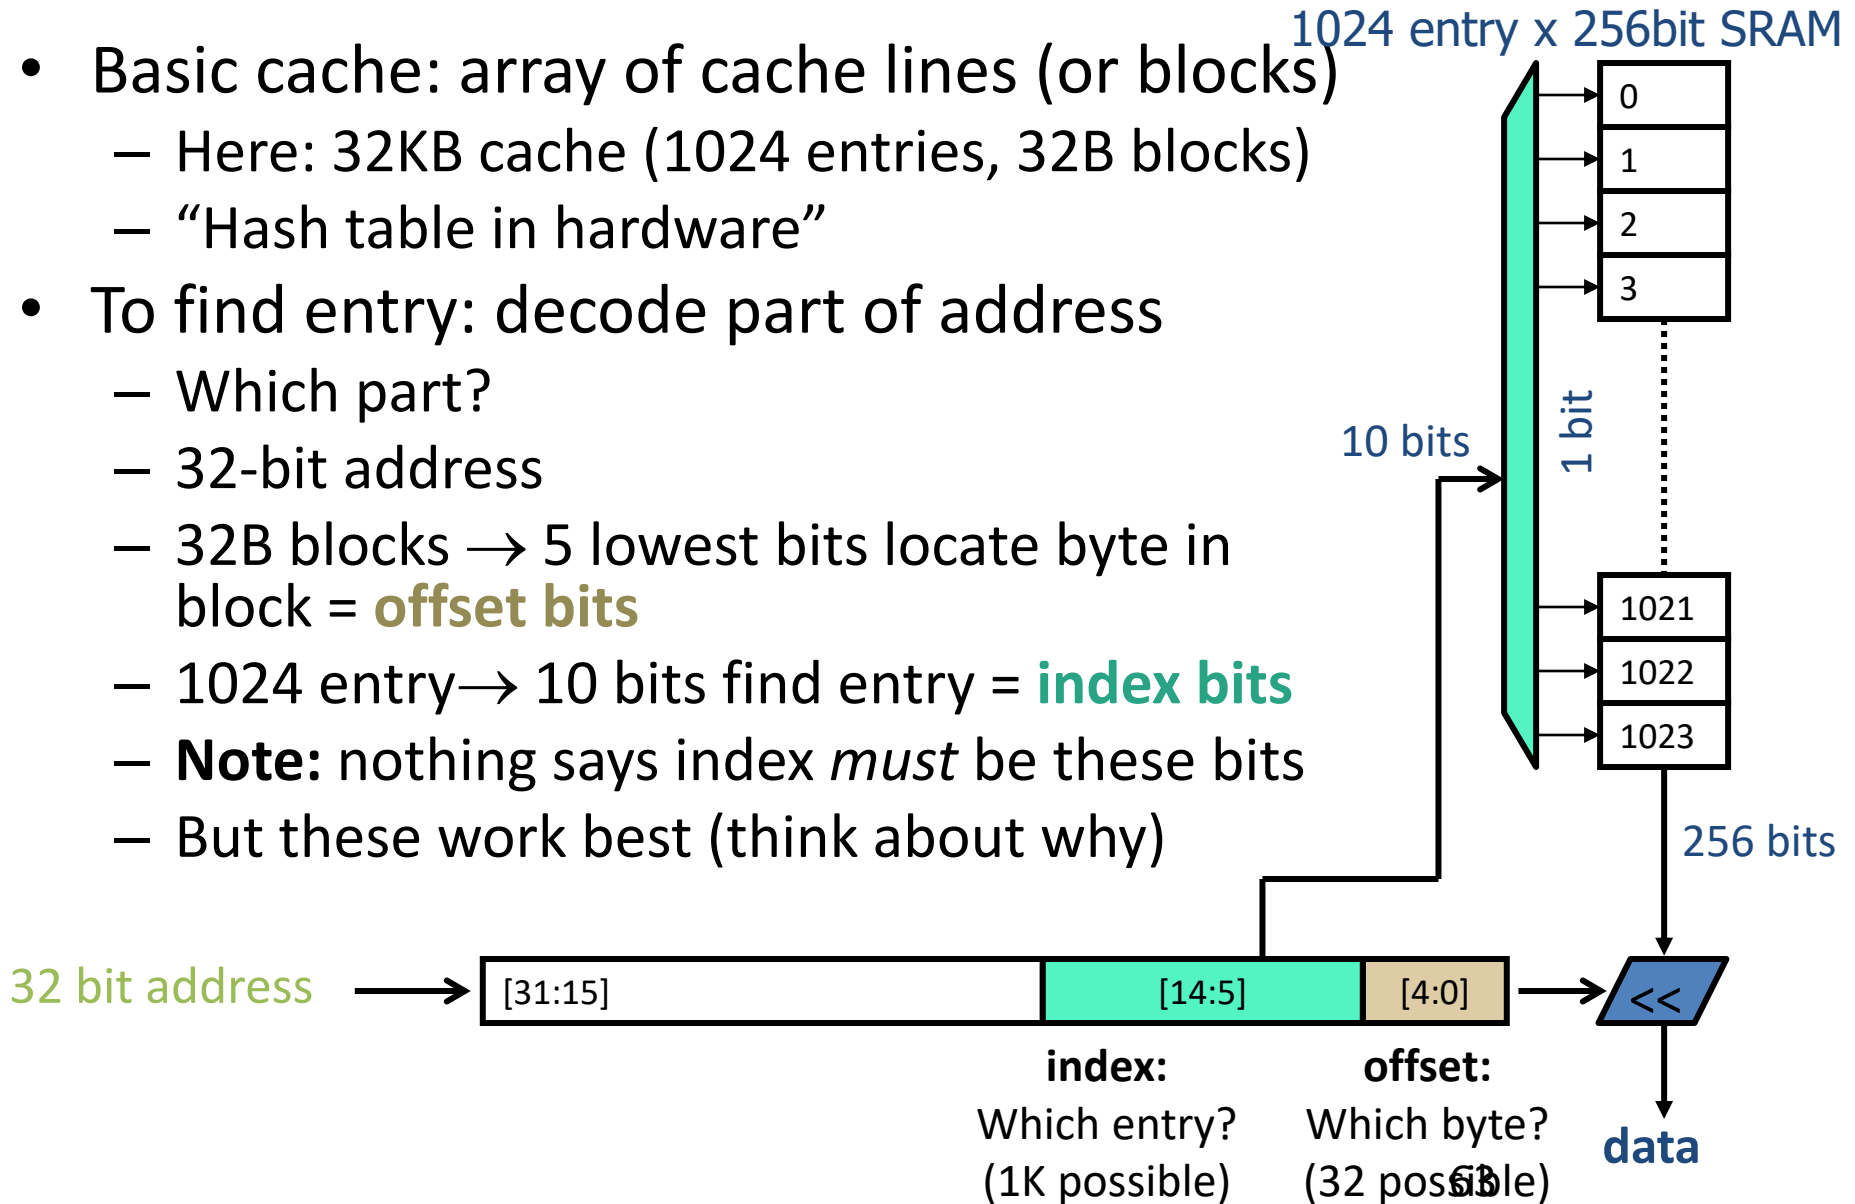 1024 entry x 256bit SRAM
• Basic cache: array of cache lines (or blocks)
– Here: 32KB cache (1024 entries, 32B blocks)
– “Hash table in hardware”
• To find entry: decode part of address
– Which part?
– 32-bit address
– 32B blocks → 5 lowest bits locate byte in
block = offset bits
– 1024 entry→ 10 bits find entry = index bits
– Note: nothing says index must be these bits
– But these work best (think about why)
0
1
2
3
10 bits
1 bit
1021
1022
1023
256 bits
32 bit address
[31:15]
[14:5]
[4:0]
<<
index:
Which entry?
(1K possible)
offset:
Which byte?
(32 possible)
63
data